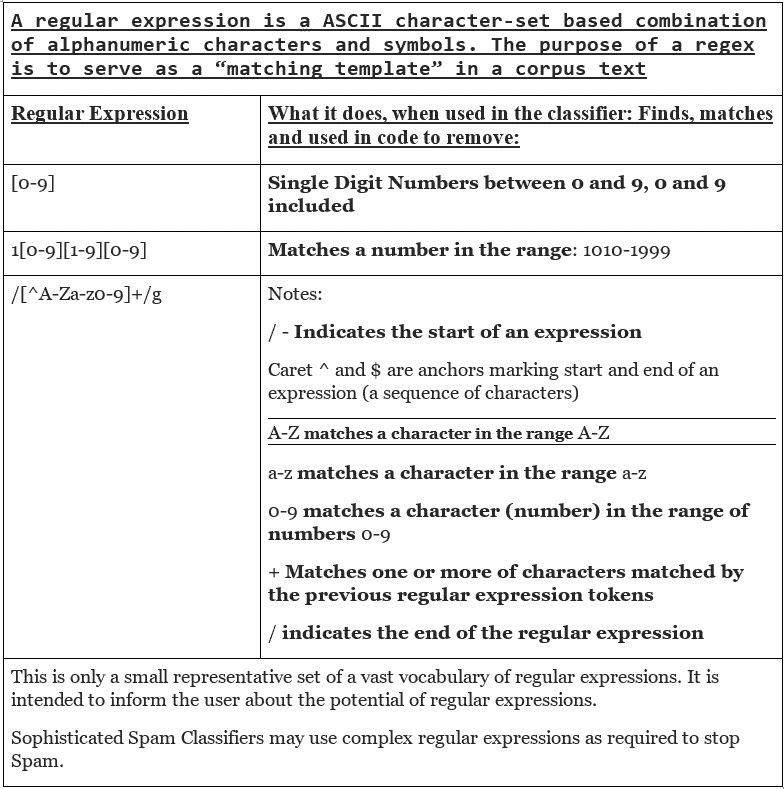 A regular expression is a ASCII character-set based combination
of alphanumeric characters and symbols. The purpose of a regex
is to serve as a “matching template” in a corpus text
Regular Expression
What it does, when used in the classifier: Finds, matches
and used in code to remove:
[0-9]
Single Digit Numbers between 0 and 9, 0 and 9
included
1[0-9][1-9][0-9]
Matches a number in the range: 1010-1999
/[^A-Za-z0-9]+/g
Notes:
/ - Indicates the start of an expression
Caret ^ and $ are anchors marking start and end of an
expression (a sequence of characters)
A-Z matches a character in the range A-Z
a-z matches a character in the range a-z
0-9 matches a character (number) in the range of
numbers 0-9
+ Matches one or more of characters matched by
the previous regular expression tokens
/ indicates the end of the regular expression
This is only a small representative set of a vast vocabulary of regular expressions. It is
intended to inform the user about the potential of regular expressions.
Sophisticated Spam Classifiers may use complex regular expressions as required to stop
Spam.